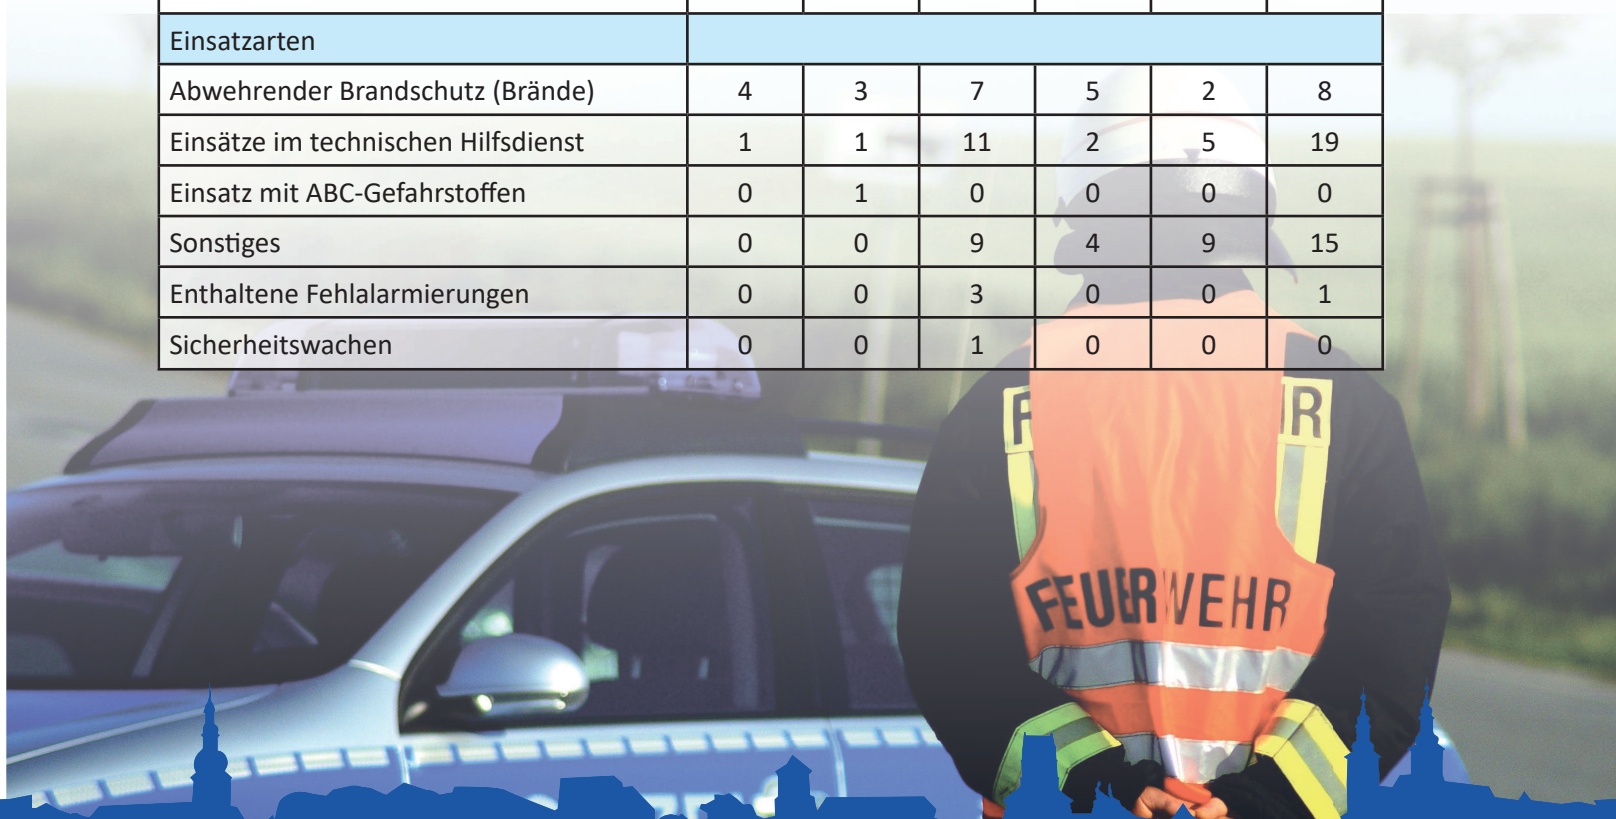 Einsatzarten
Abwehrender Brandschutz (Brände) 4 3 7 5 2 8
Einsätze im technischen Hilfsdienst 1 1 11 2 5 19
Einsatz mit ABC-Gefahrstoffen 0 1 0 0 0 0
Sonstiges 0 0 9 4 9 15
Enthaltene Fehlalarmierungen 0 0 3 0 0 1
Sicherheitswachen 0 0 1 0 0 0
F R
FEUERWEHR